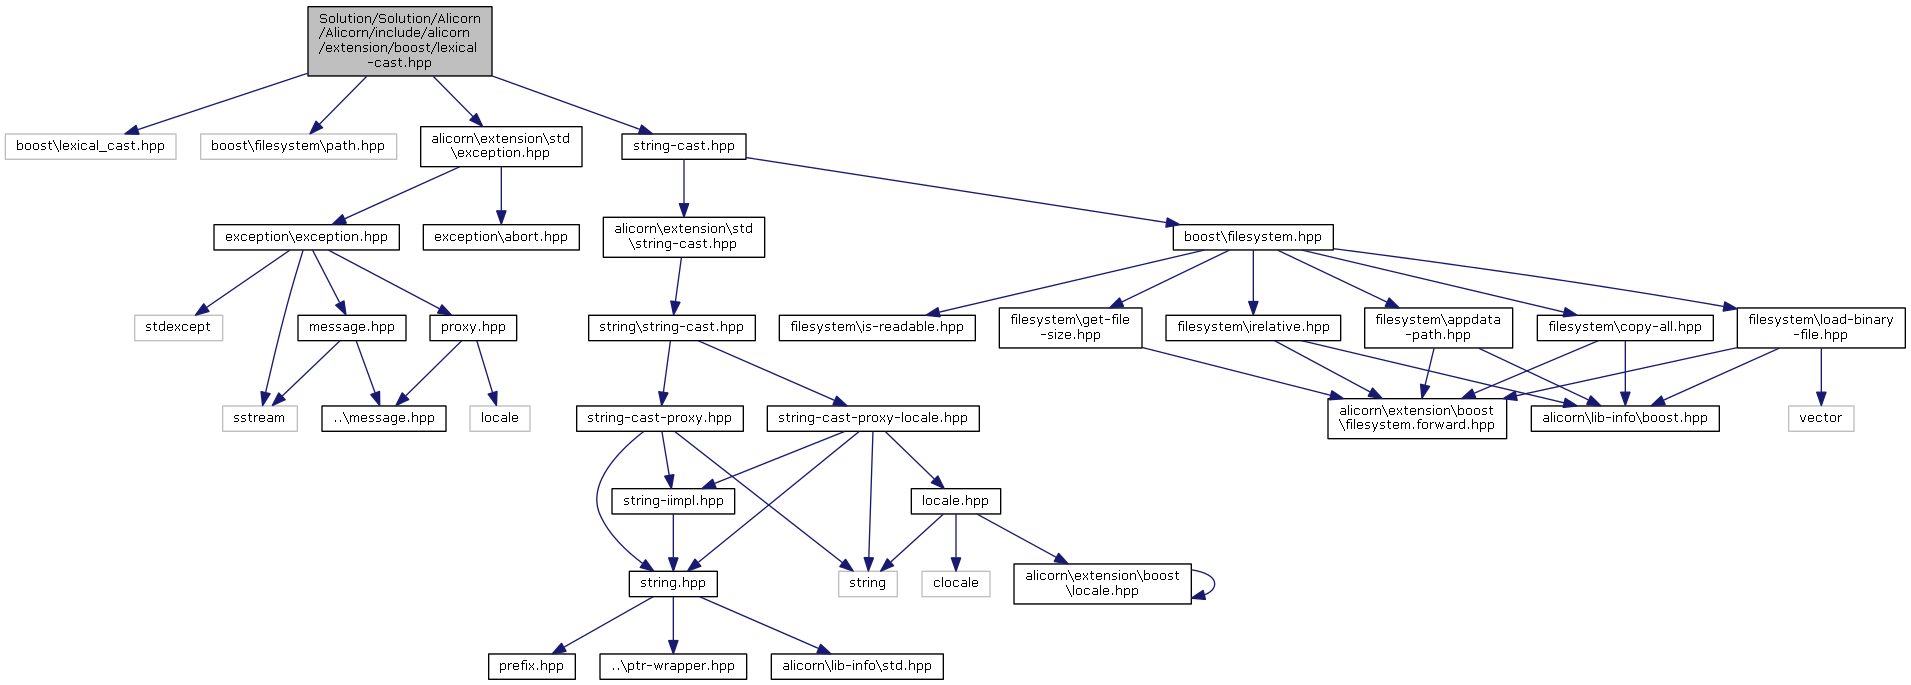 Solution/Solution/Alicorn
/Alicorn/include/alicorn
/extension/boost/lexical
-cast.hpp
boost\lexical_cast.hpp
boost\filesystem\path.hpp
alicorn\extension\std
\exception.hpp
string-cast.hpp
exception\exception.hpp
exception\abort.hpp
alicorn\extension\std
\string-cast.hpp
boost\filesystem.hpp
stdexcept
message.hpp
proxy.hpp
string\string-cast.hpp
filesystem\is-readable.hpp
filesystem\get-file
-size.hpp
filesystem\irelative.hpp
filesystem\appdata
-path.hpp
filesystem\copy-all.hpp
filesystem\load-binary
-file.hpp
sstream
..\message.hpp
locale
string-cast-proxy.hpp
string-cast-proxy-locale.hpp
alicorn\extension\boost
\filesystem.forward.hpp
alicorn\lib-info\boost.hpp
vector
string-iimpl.hpp
locale.hpp
string.hpp
string
clocale
alicorn\extension\boost
\locale.hpp
prefix.hpp
..\ptr-wrapper.hpp
alicorn\lib-info\std.hpp